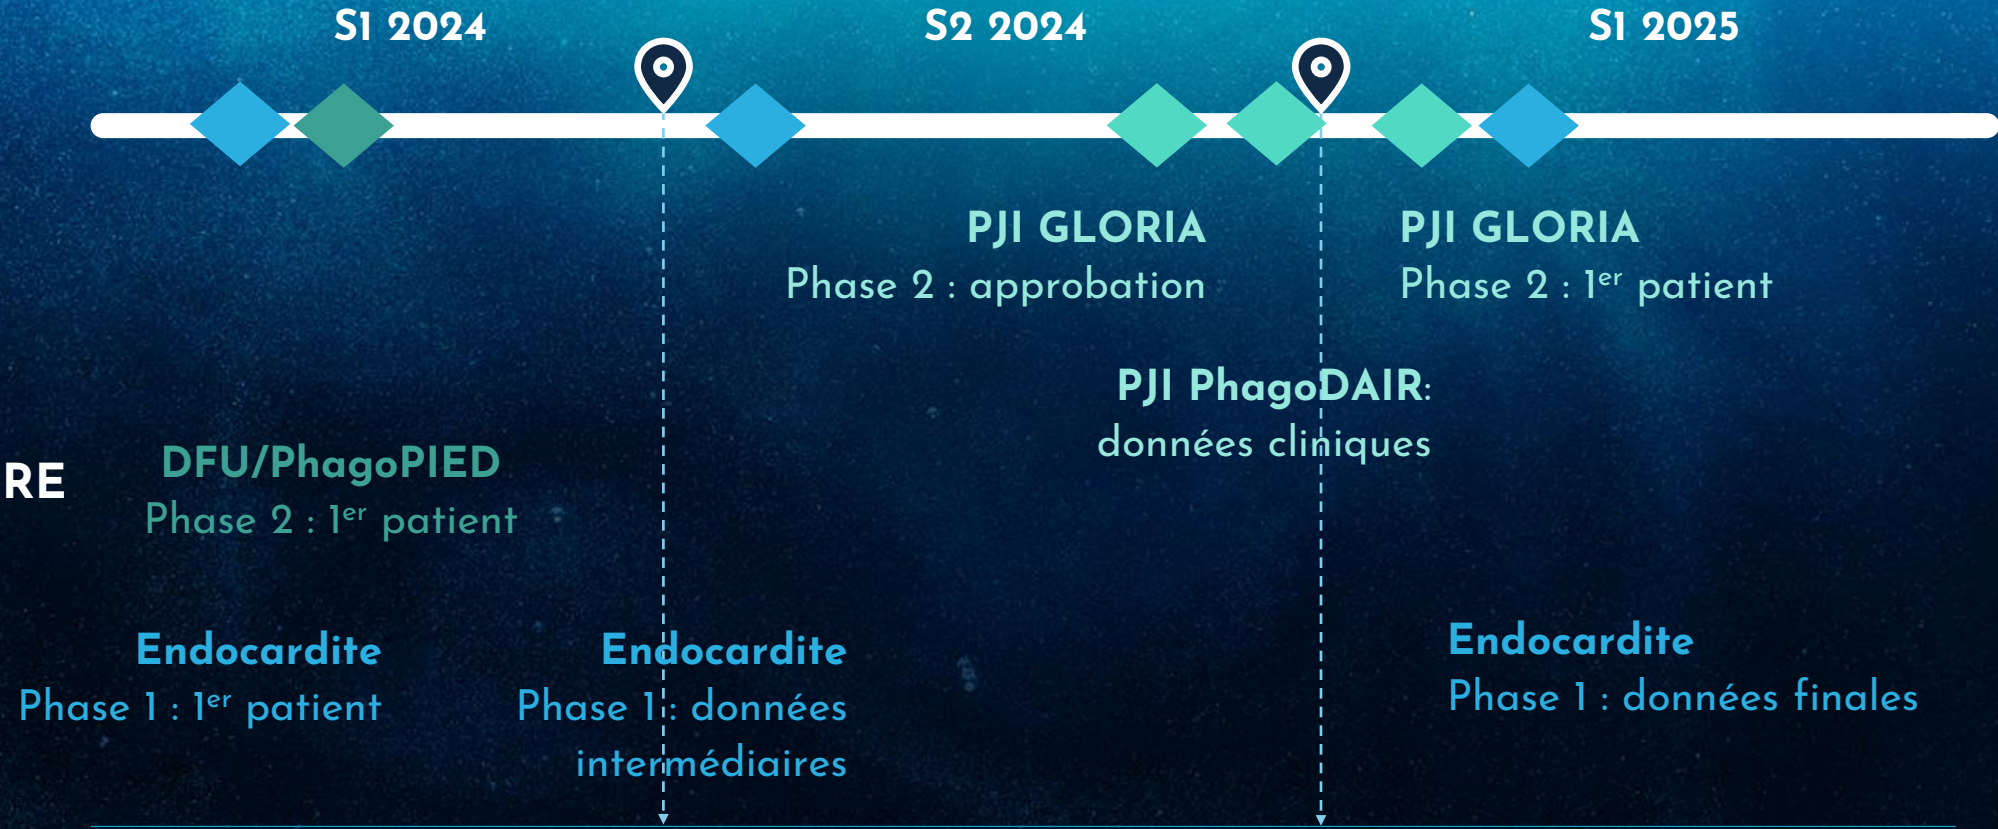 S1 2024
S2 2024
S1 2025
PJI GLORIA
Phase 2 : approbation
PJI GLORIA
Phase 2 : 1er patient
PJI PhagoDAIR:
données cliniques
RE
DFU/PhagoPIED
Phase 2 : 1er patient
Endocardite
Phase 1 : 1er patient
Endocardite
Phase 1 : données
intermédiaires
Endocardite
Phase 1 : données finales